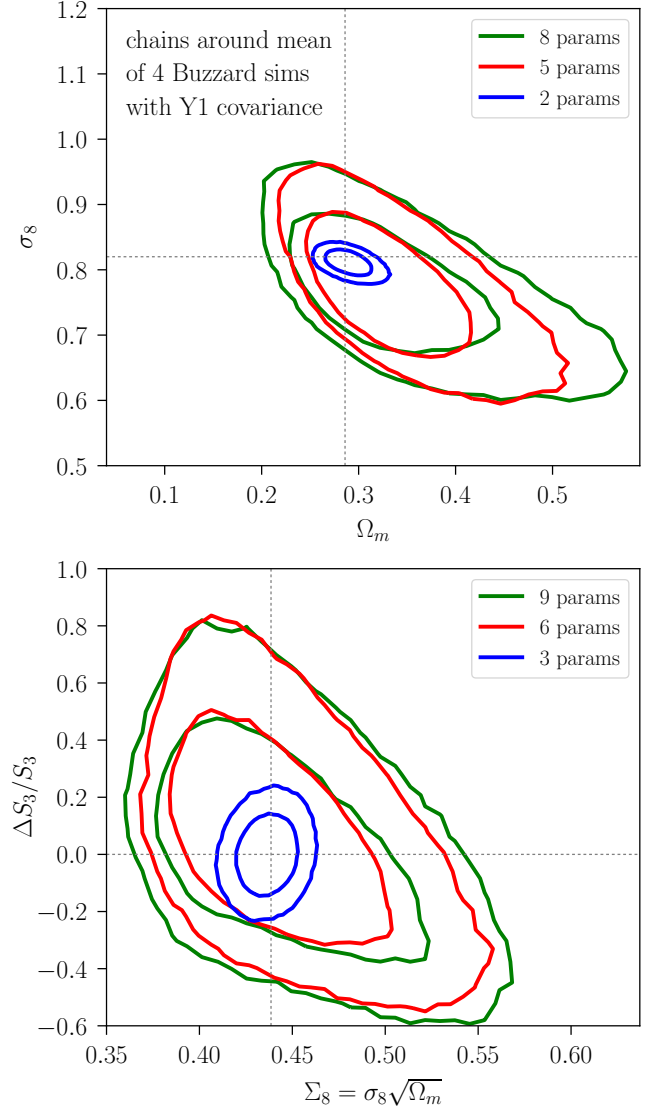 1.2
1.1
1.0
0.9
0.8
0.7
0.6
0.5
σ₈
chains around mean
of 4 Buzzard sims
with Y1 covariance
8 params
5 params
2 params
0.1 0.2 0.3 0.4 0.5
Ωₘ
1.0
0.8
0.6
0.4
0.2
0.0
−0.2
−0.4
−0.6
ΔS₃/S₃
9 params
6 params
3 params
0.35 0.40 0.45 0.50 0.55 0.60
Σ₈ = σ₈√Ωₘ